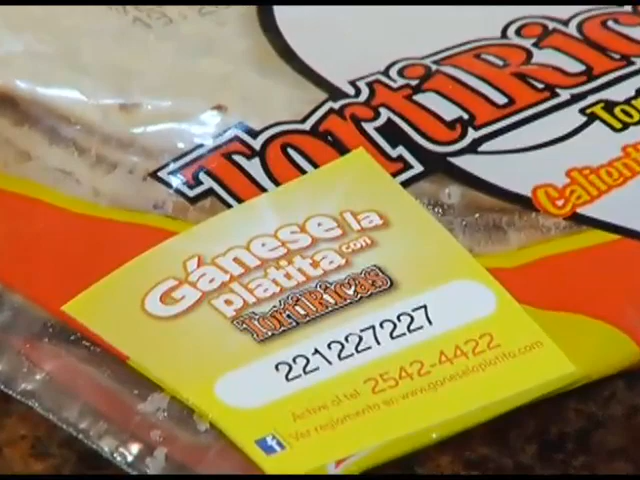 TortiRic
To
Calient
Gánese la
platita con
TortiRicas
221227227
Active al tel 2542-4422
Ver reglamento en www.ganeselaplatita.com
f